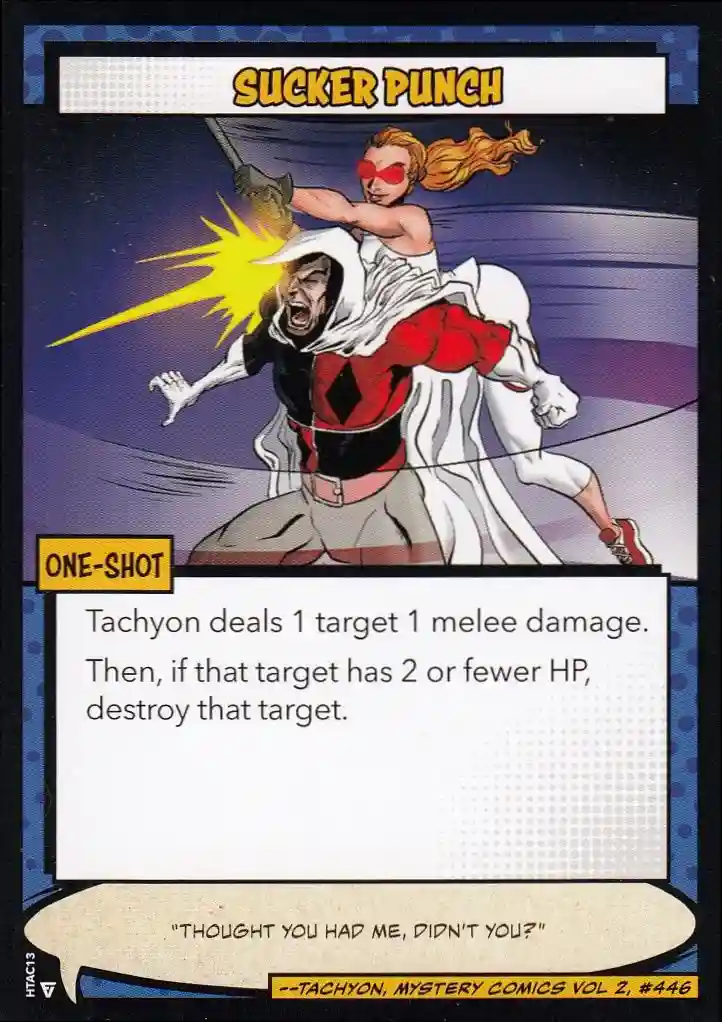 SUCKER PUNCH
ONE-SHOT
Tachyon deals 1 target 1 melee damage.
Then, if that target has 2 or fewer HP,
destroy that target.
"THOUGHT YOU HAD ME, DIDN'T YOU?"
--TACHYON, MYSTERY COMICS VOL 2, #446
HTAC13